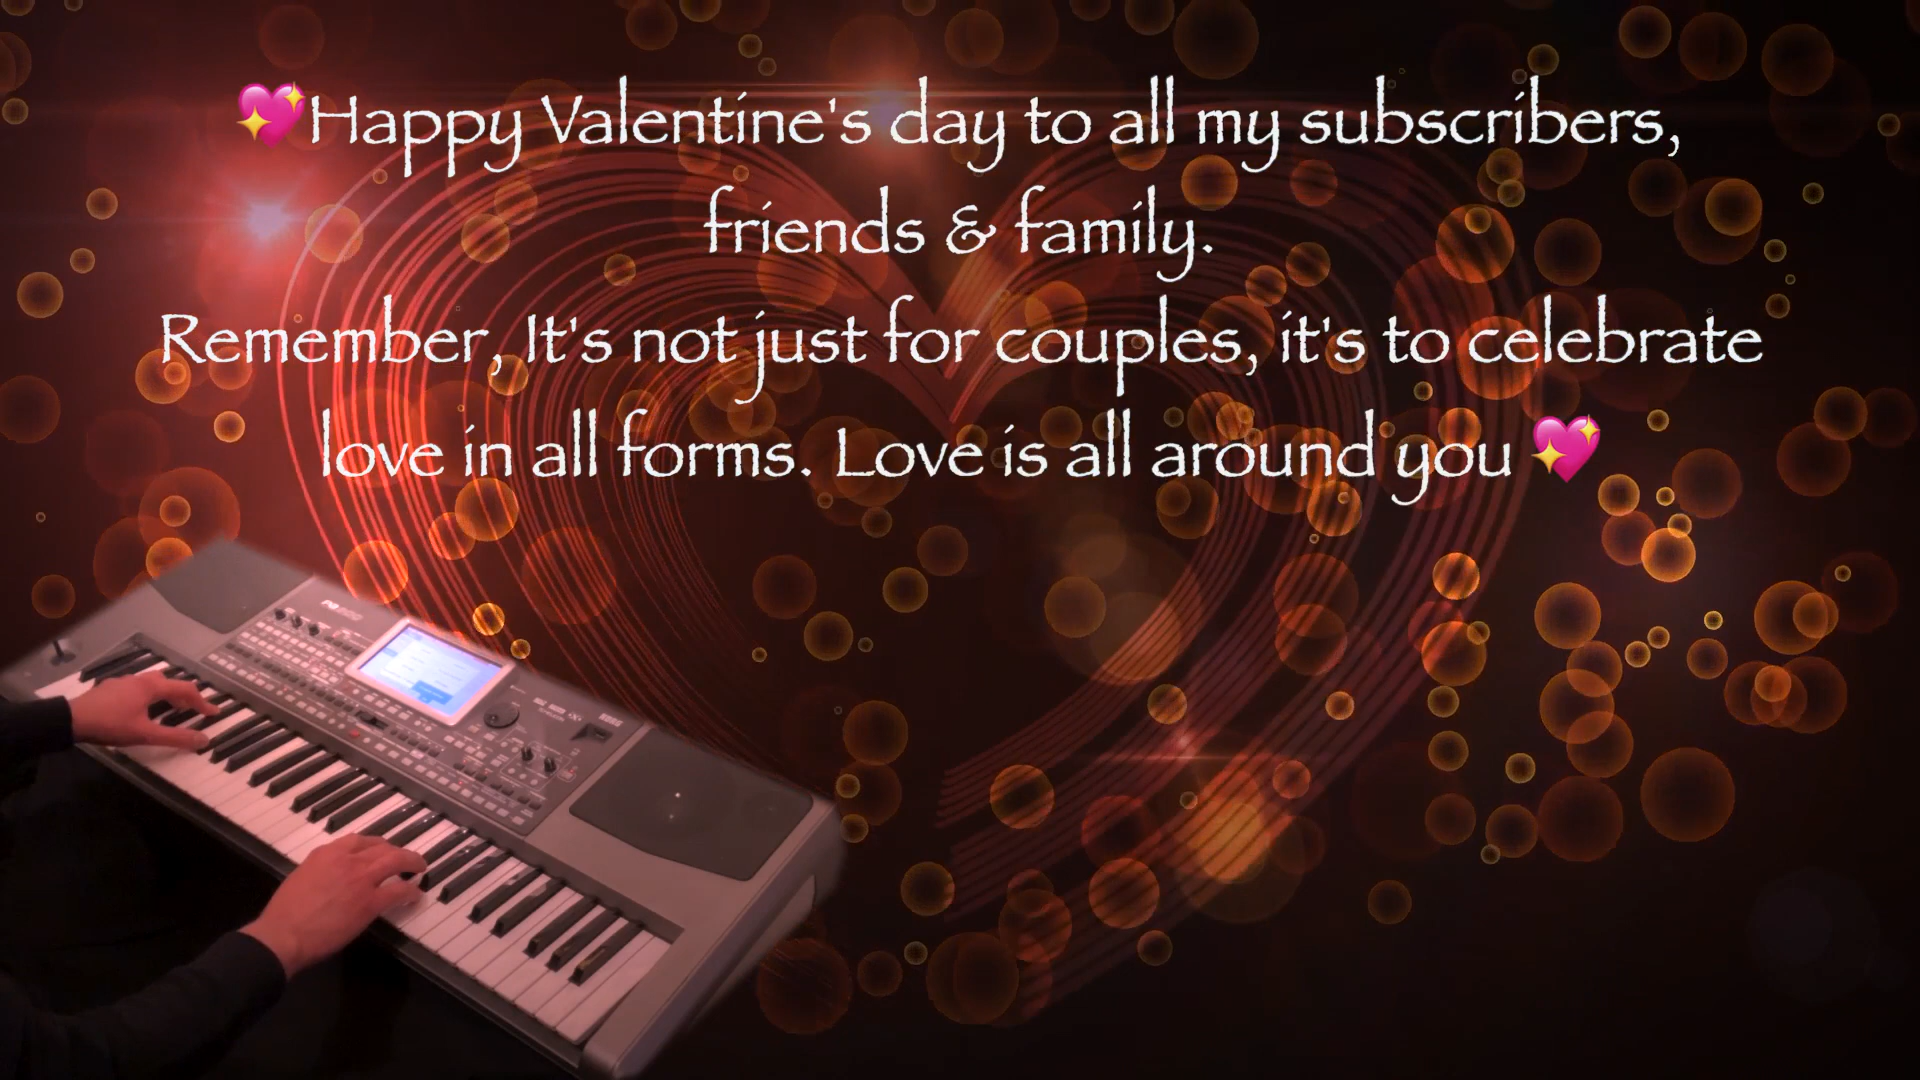 💖Happy Valentine's day to all my subscribers,
friends & family.
Remember, It's not just for couples, it's to celebrate
love in all forms. Love is all around you 💖
KORG